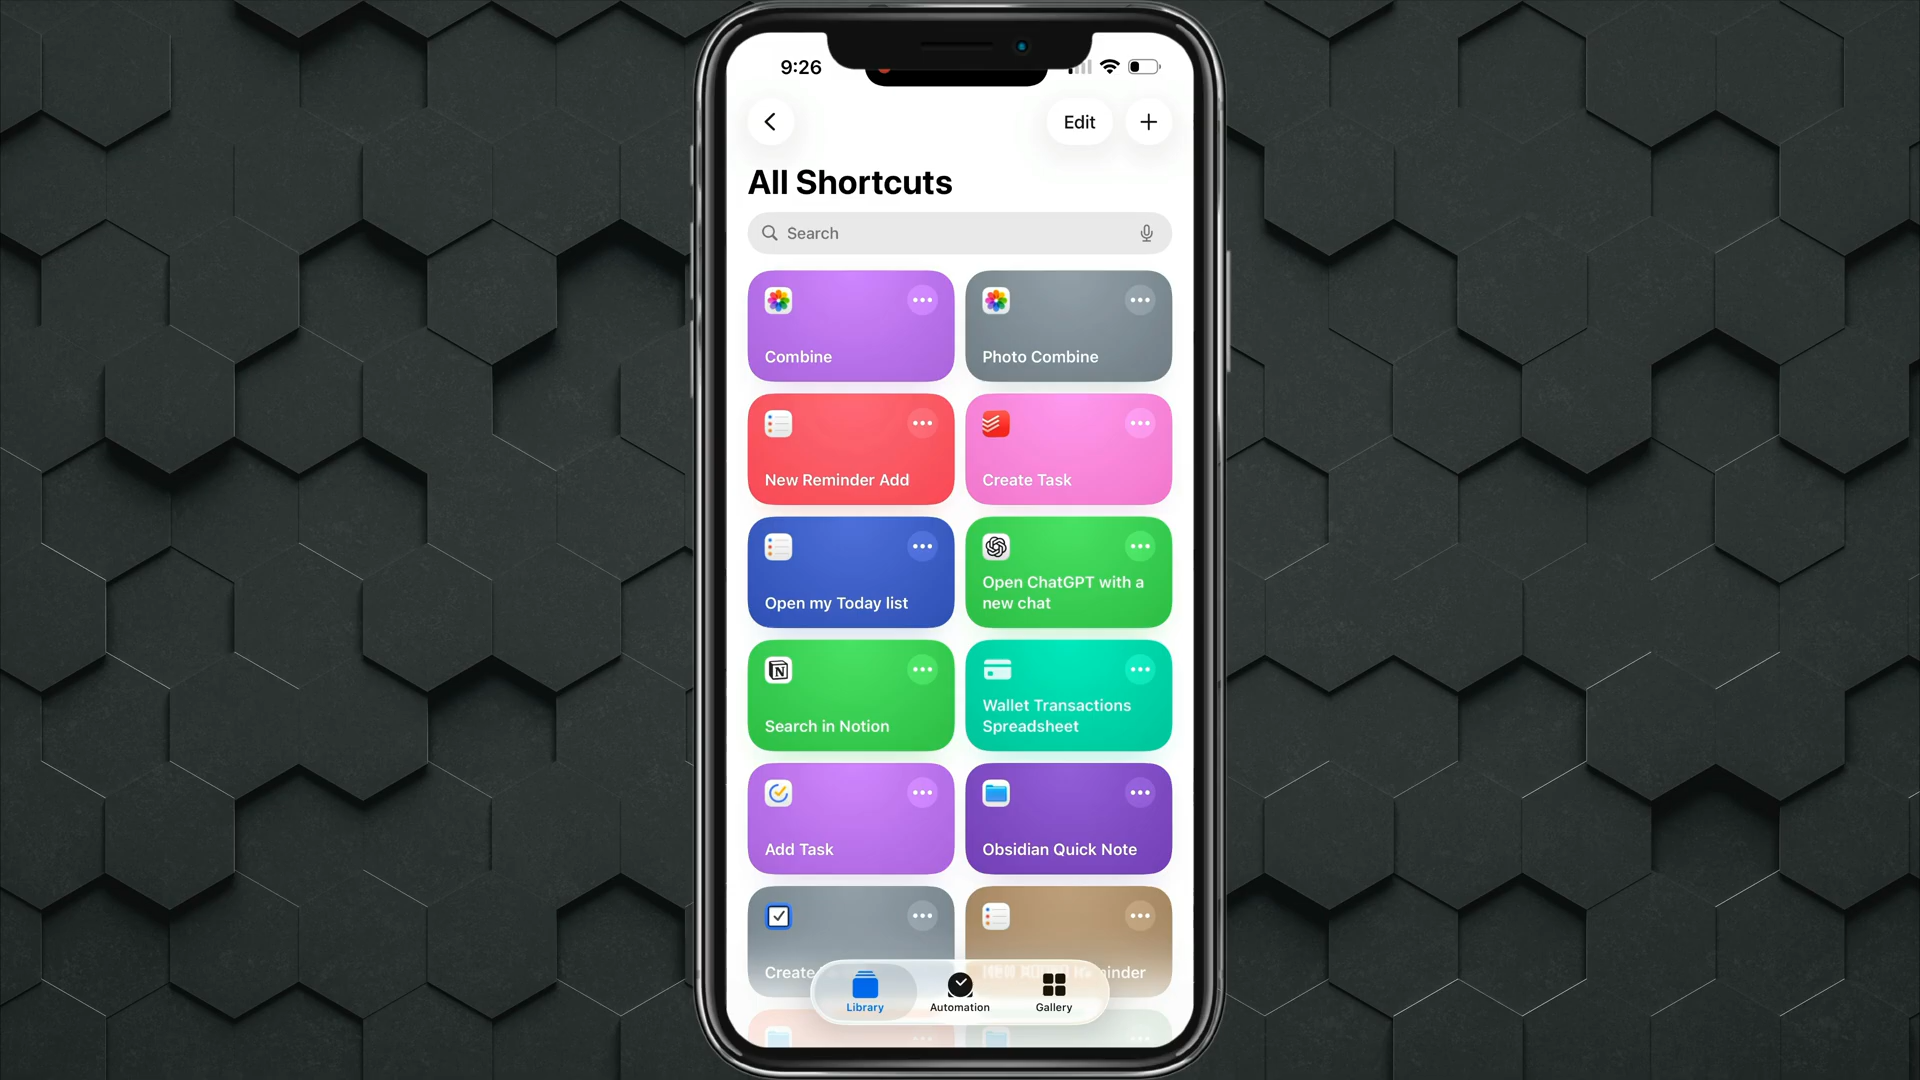 9:26
Edit
All Shortcuts
Search
Combine
Photo Combine
New Reminder Add
Create Task
Open my Today list
Open ChatGPT with a
new chat
N
Search in Notion
Wallet Transactions
Spreadsheet
Add Task
Obsidian Quick Note
Create
Library
Automation
Gallery